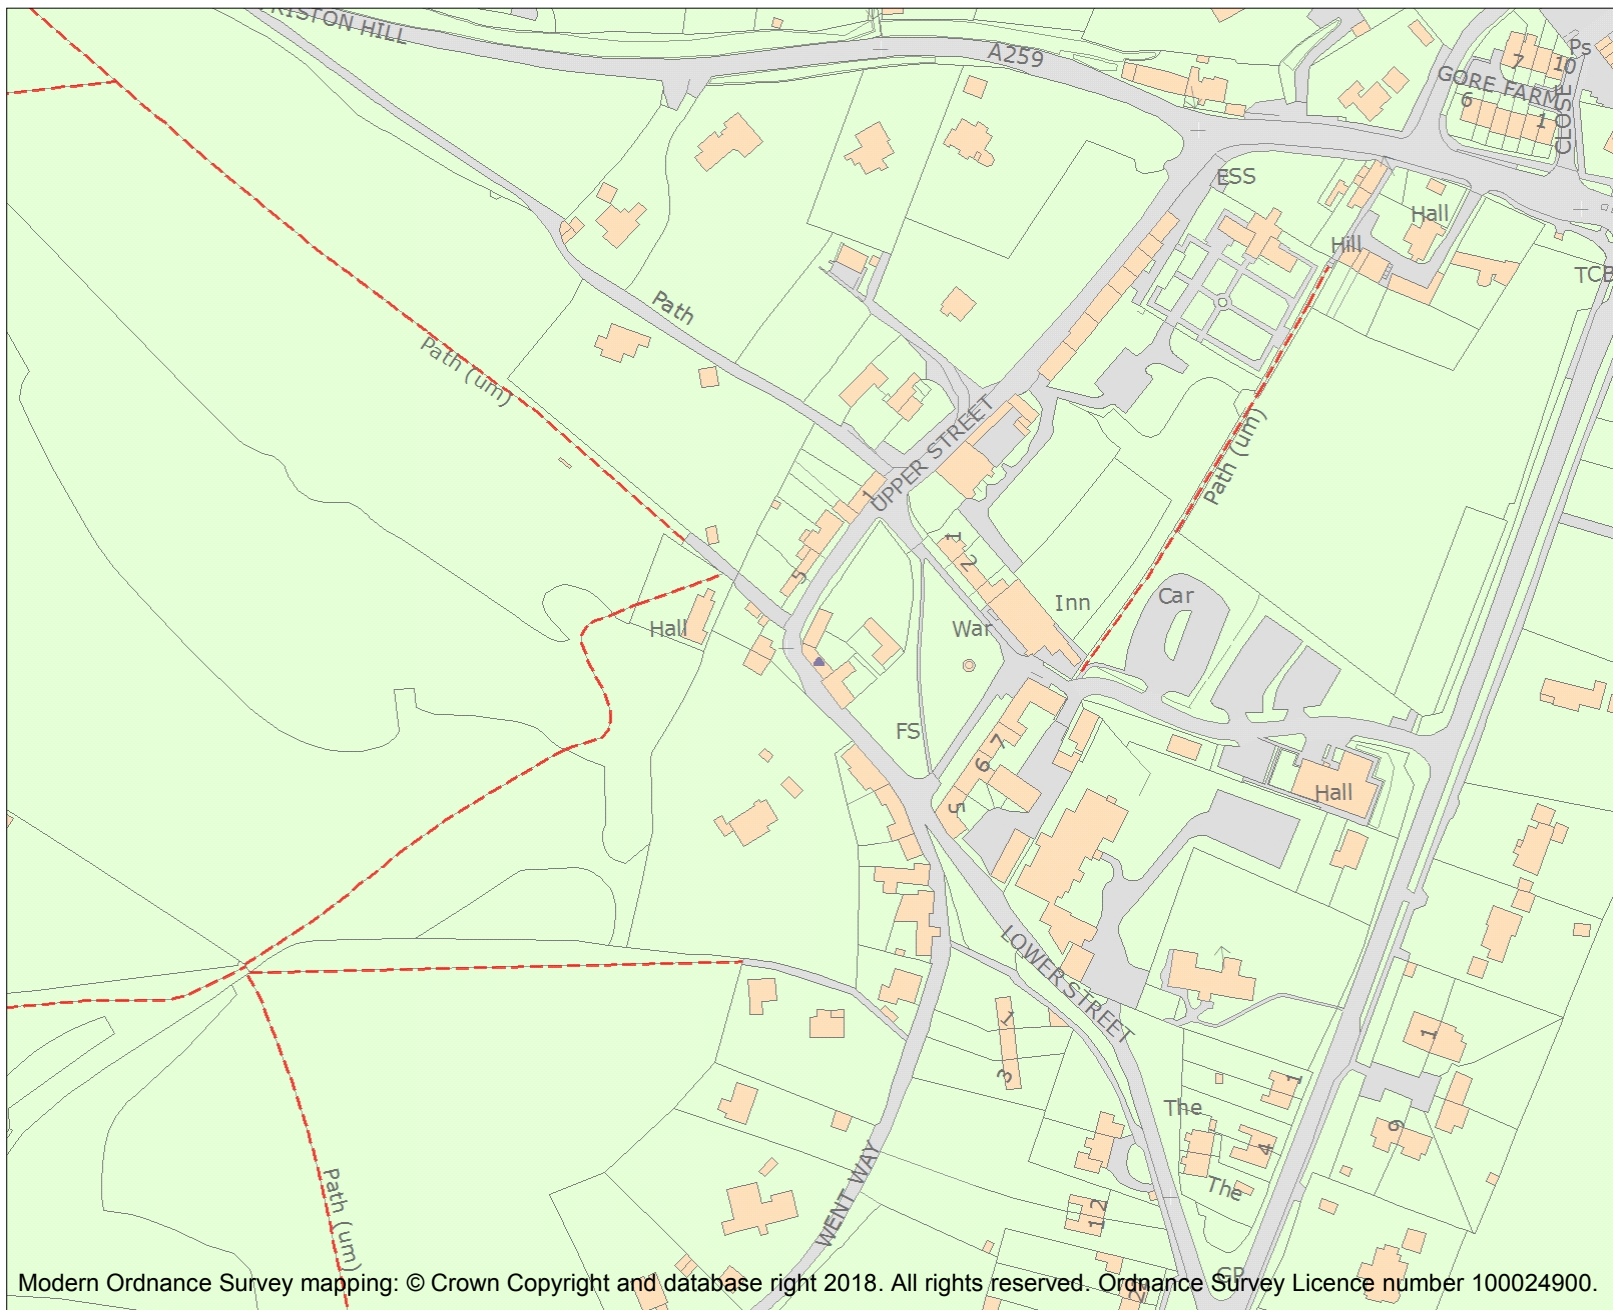 RISTON HILL
A259
Ps
7
10
GORE FARM
6
1
CLOSE
ESS
Hall
Hill
TCB
Path
Path (um)
UPPER STREET
Path (um)
1
1
2
5
Inn
Car
Hall
War
FS
7
6
5
Hall
LOWER STREET
1
3
1
The
1
9
4
The
Path (um)
WENT WAY
12
GP
2
Modern Ordnance Survey mapping: © Crown Copyright and database right 2018. All rights reserved. Ordnance Survey Licence number 100024900.